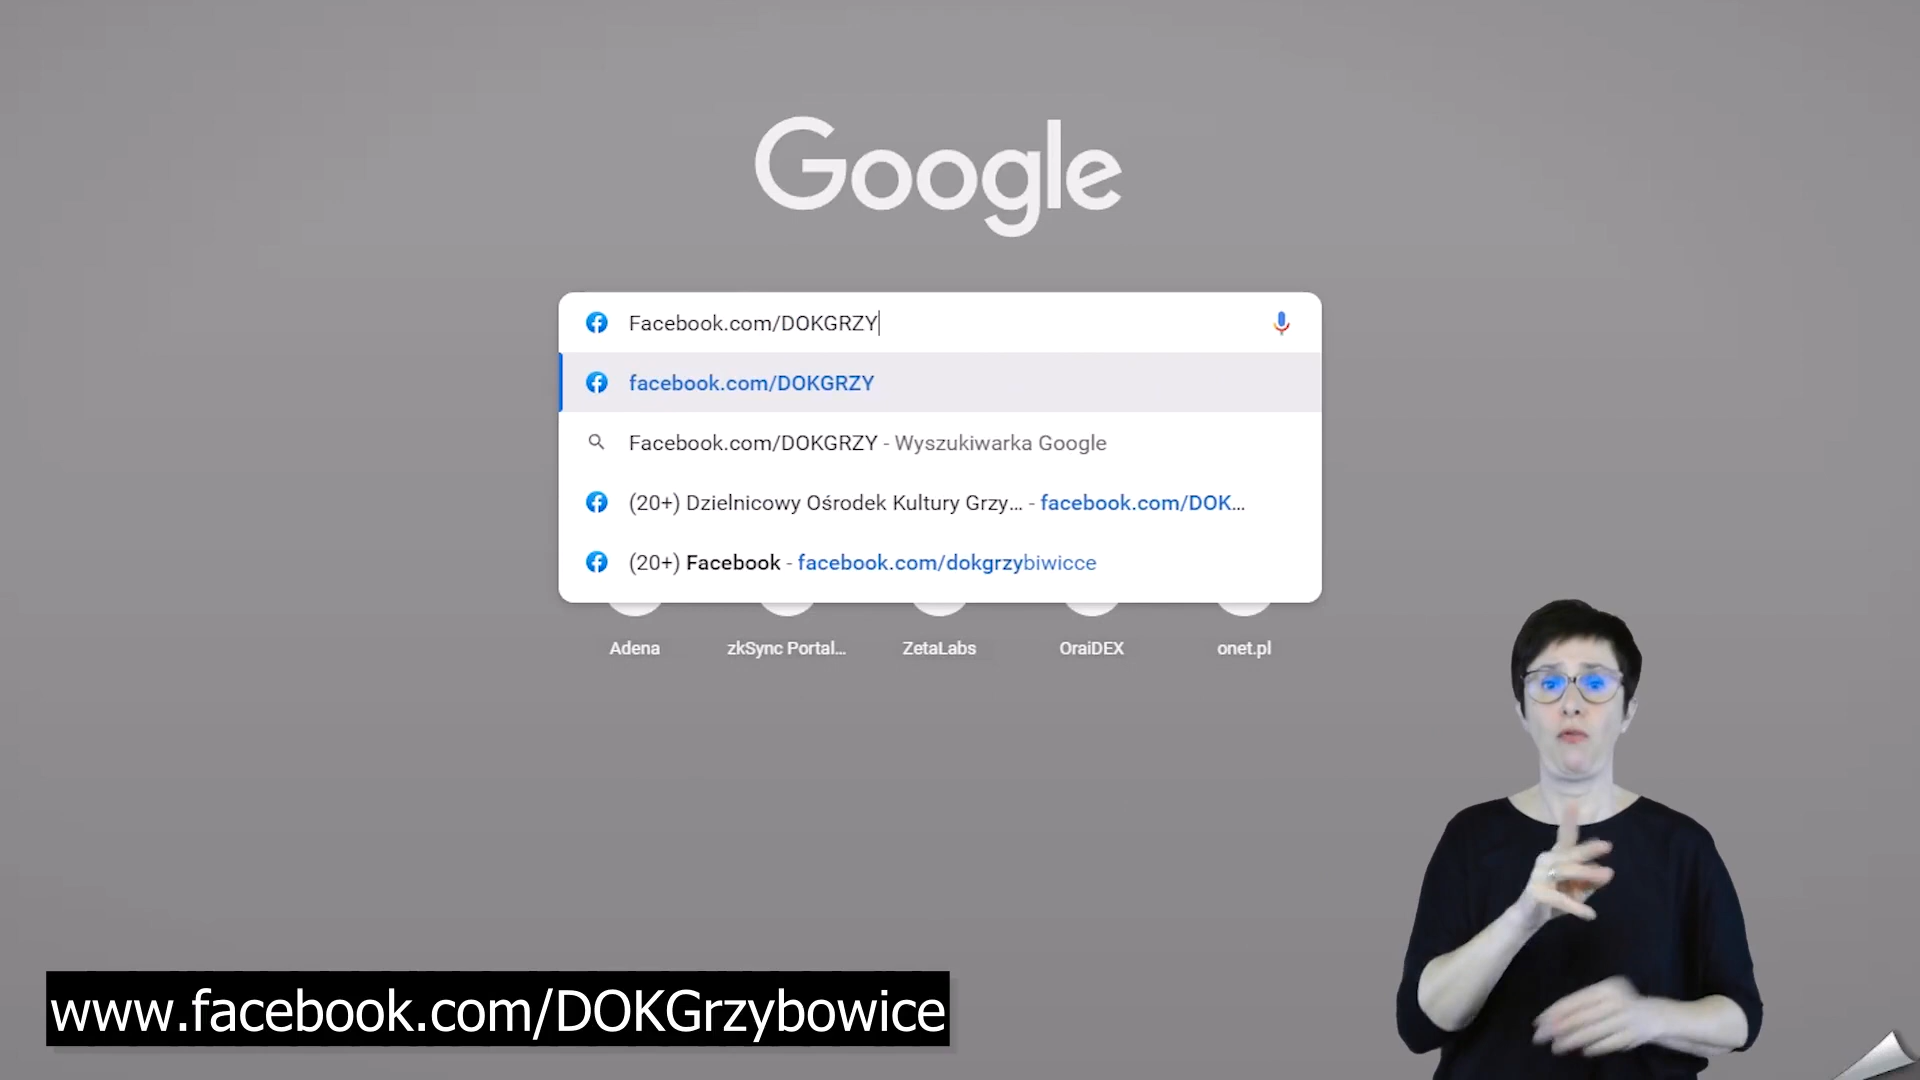 Google
Facebook.com/DOKGRZY
facebook.com/DOKGRZY
Facebook.com/DOKGRZY - Wyszukiwarka Google
(20+) Dzielnicowy Ośrodek Kultury Grzy... - facebook.com/DOK...
(20+) Facebook - facebook.com/dokgrzybiwicce
Adena zkSync Portal... ZetaLabs OraiDEX onet.pl
www.facebook.com/DOKGrzybowice